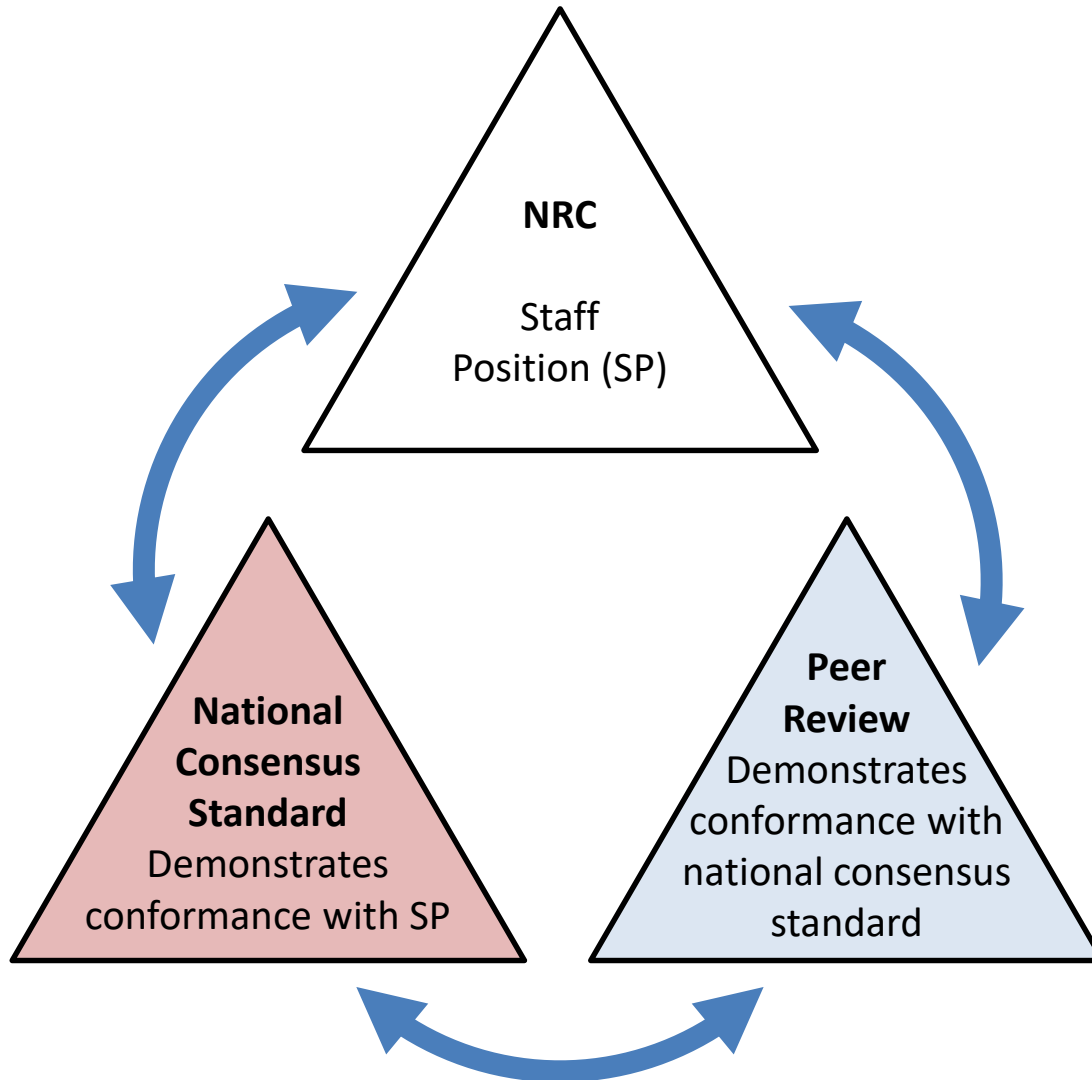 NRC
Staff
Position (SP)
National
Consensus
Standard
Demonstrates
conformance with SP
Peer
Review
Demonstrates
conformance with
national consensus
standard